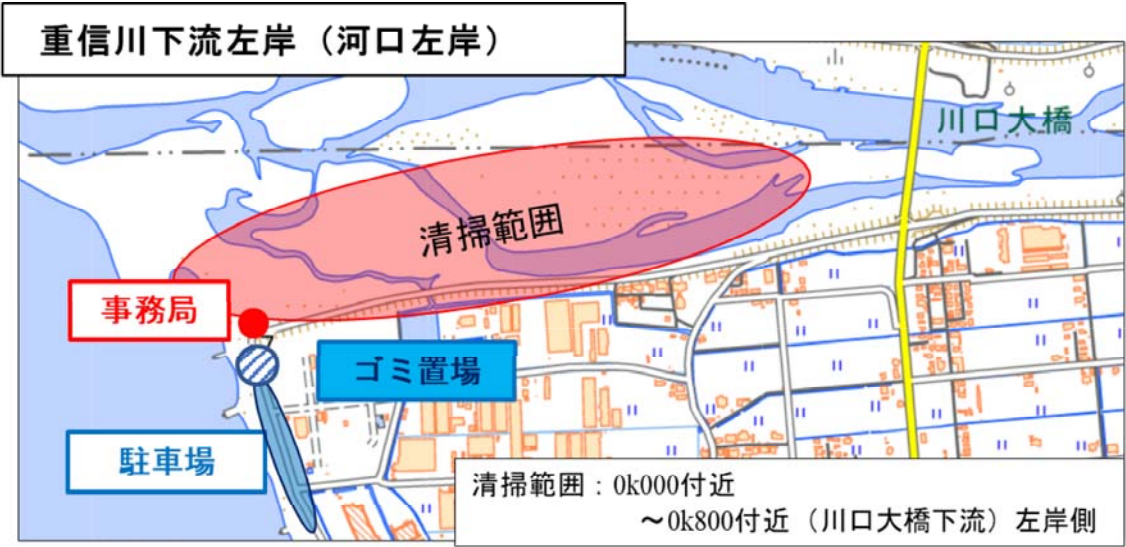 重信川下流左岸（河口左岸）
川口大橋
清掃範囲
事務局
7
ゴミ置場
駐車場
清掃範囲：0k000付近
～0k800付近（川口大橋下流）左岸側